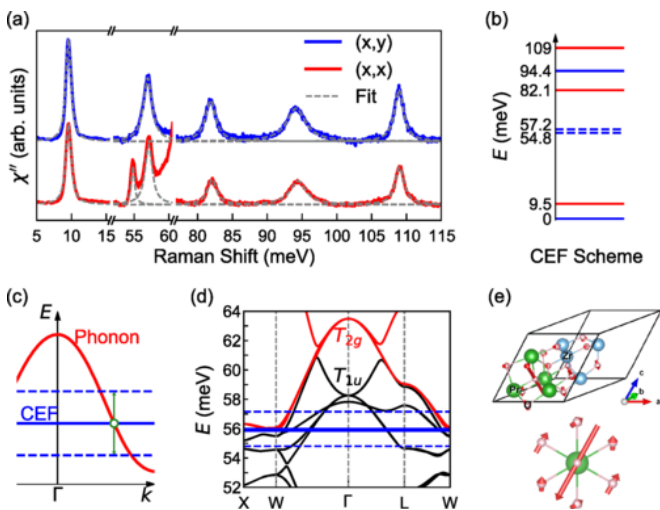 (a)
χ″ (arb. units)
(x,y)
(x,x)
Fit
5 10 15 55 60 80 85 90 95 100 105 110 115
Raman Shift (meV)
(b)
E (meV)
109
94.4
82.1
57.2
54.8
9.5
0
CEF Scheme
(c)
E
Phonon
CEF
Γ
k
(d)
E (meV)
64
62
60
58
56
54
52
T2g
T1u
X W Γ L W
(e)
Zr
Pr
c
b
a